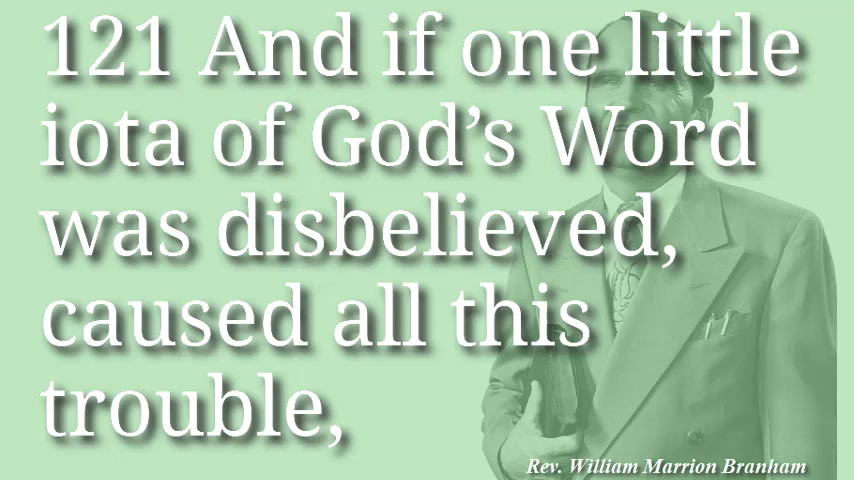 121 And if one little
iota of God’s Word
was disbelieved,
caused all this
trouble,
Rev. William Marrion Branham